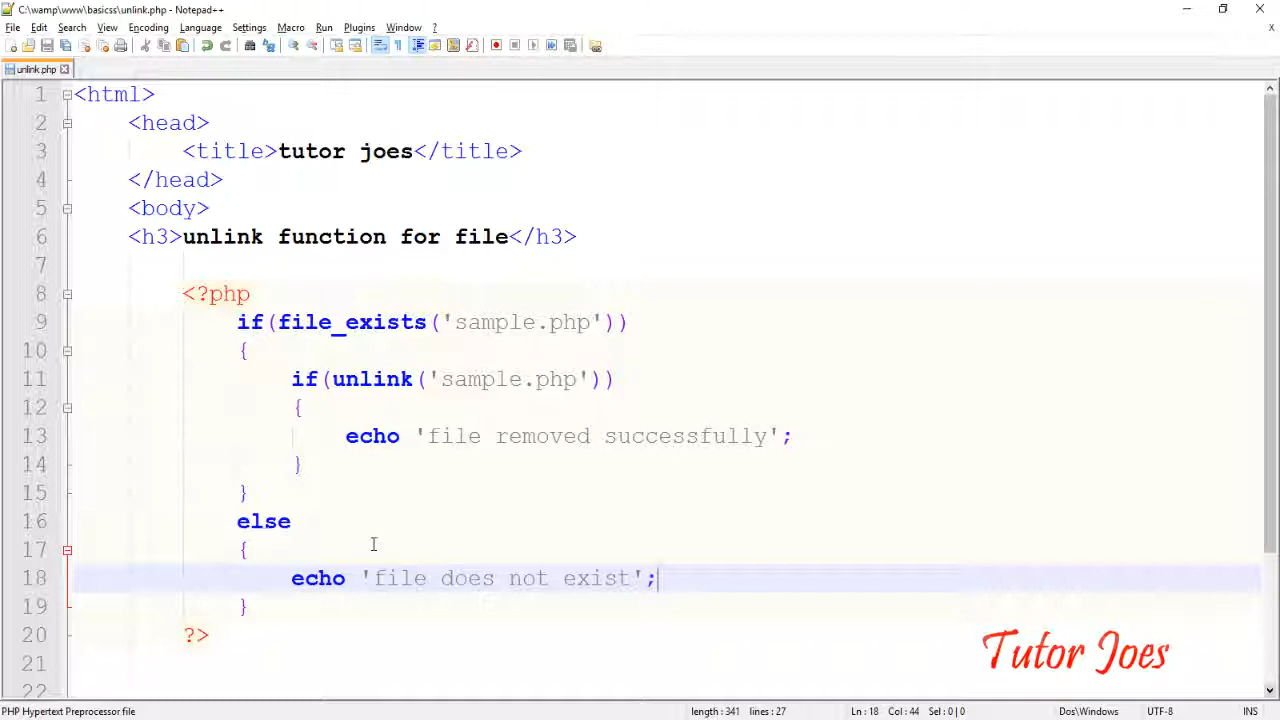 C:\wamp\www\basicss\unlink.php - Notepad++
File Edit Search View Encoding Language Settings Macro Run Plugins Window ? X
unlink.php
1 <html>
2 <head>
3 <title>tutor joes</title>
4 </head>
5 <body>
6 <h3>unlink function for file</h3>
7
8 <?php
9 if(file_exists('sample.php'))
10 {
11 if(unlink('sample.php'))
12 {
13 echo 'file removed successfully';
14 }
15 }
16 else
17 {
18 echo 'file does not exist';
19 }
20 ?>
21
22
Tutor Joes
PHP Hypertext Preprocessor file length : 341 lines : 27 Ln : 18 Col : 44 Sel : 0 | 0 Dos\Windows UTF-8 INS